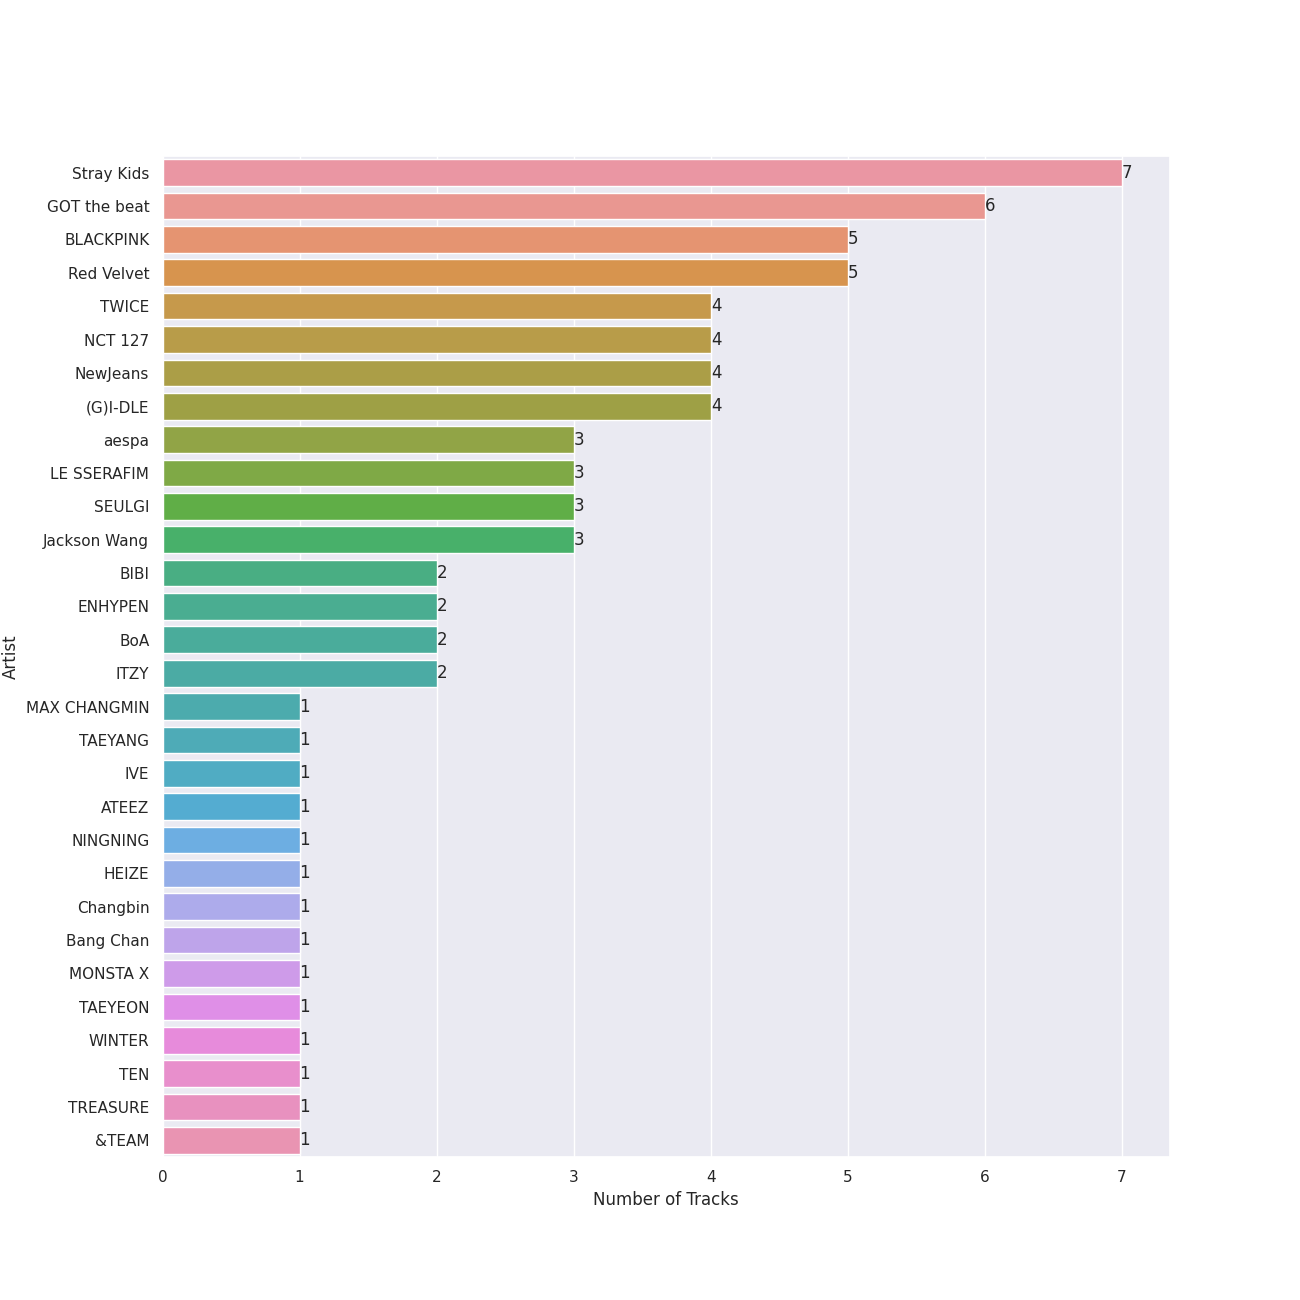 Stray Kids 7
GOT the beat 6
BLACKPINK 5
Red Velvet 5
TWICE 4
NCT 127 4
NewJeans 4
(G)I-DLE 4
aespa 3
LE SSERAFIM 3
SEULGI 3
Jackson Wang 3
BIBI 2
ENHYPEN 2
BoA 2
ITZY 2
MAX CHANGMIN 1
TAEYANG 1
IVE 1
ATEEZ 1
NINGNING 1
HEIZE 1
Changbin 1
Bang Chan 1
MONSTA X 1
TAEYEON 1
WINTER 1
TEN 1
TREASURE 1
&TEAM 1
Artist
0 1 2 3 4 5 6 7
Number of Tracks